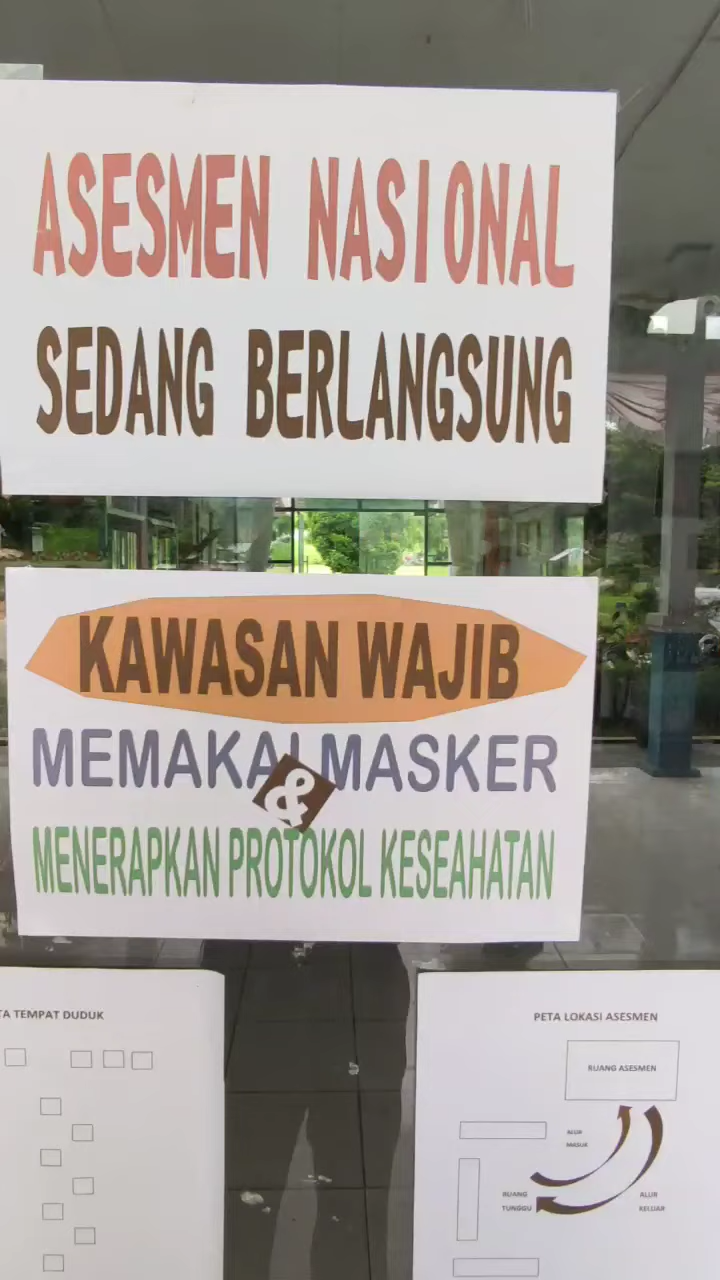 ASESMEN NASIONAL
SEDANG BERLANGSUNG
KAWASAN WAJIB
MEMAKAI MASKER
&
MENERAPKAN PROTOKOL KESEAHATAN
TA TEMPAT DUDUK
PETA LOKASI ASESMEN
RUANG ASESMEN
ALUR
MASUK
RUANG
TUNGGU
ALUR
KELUAR